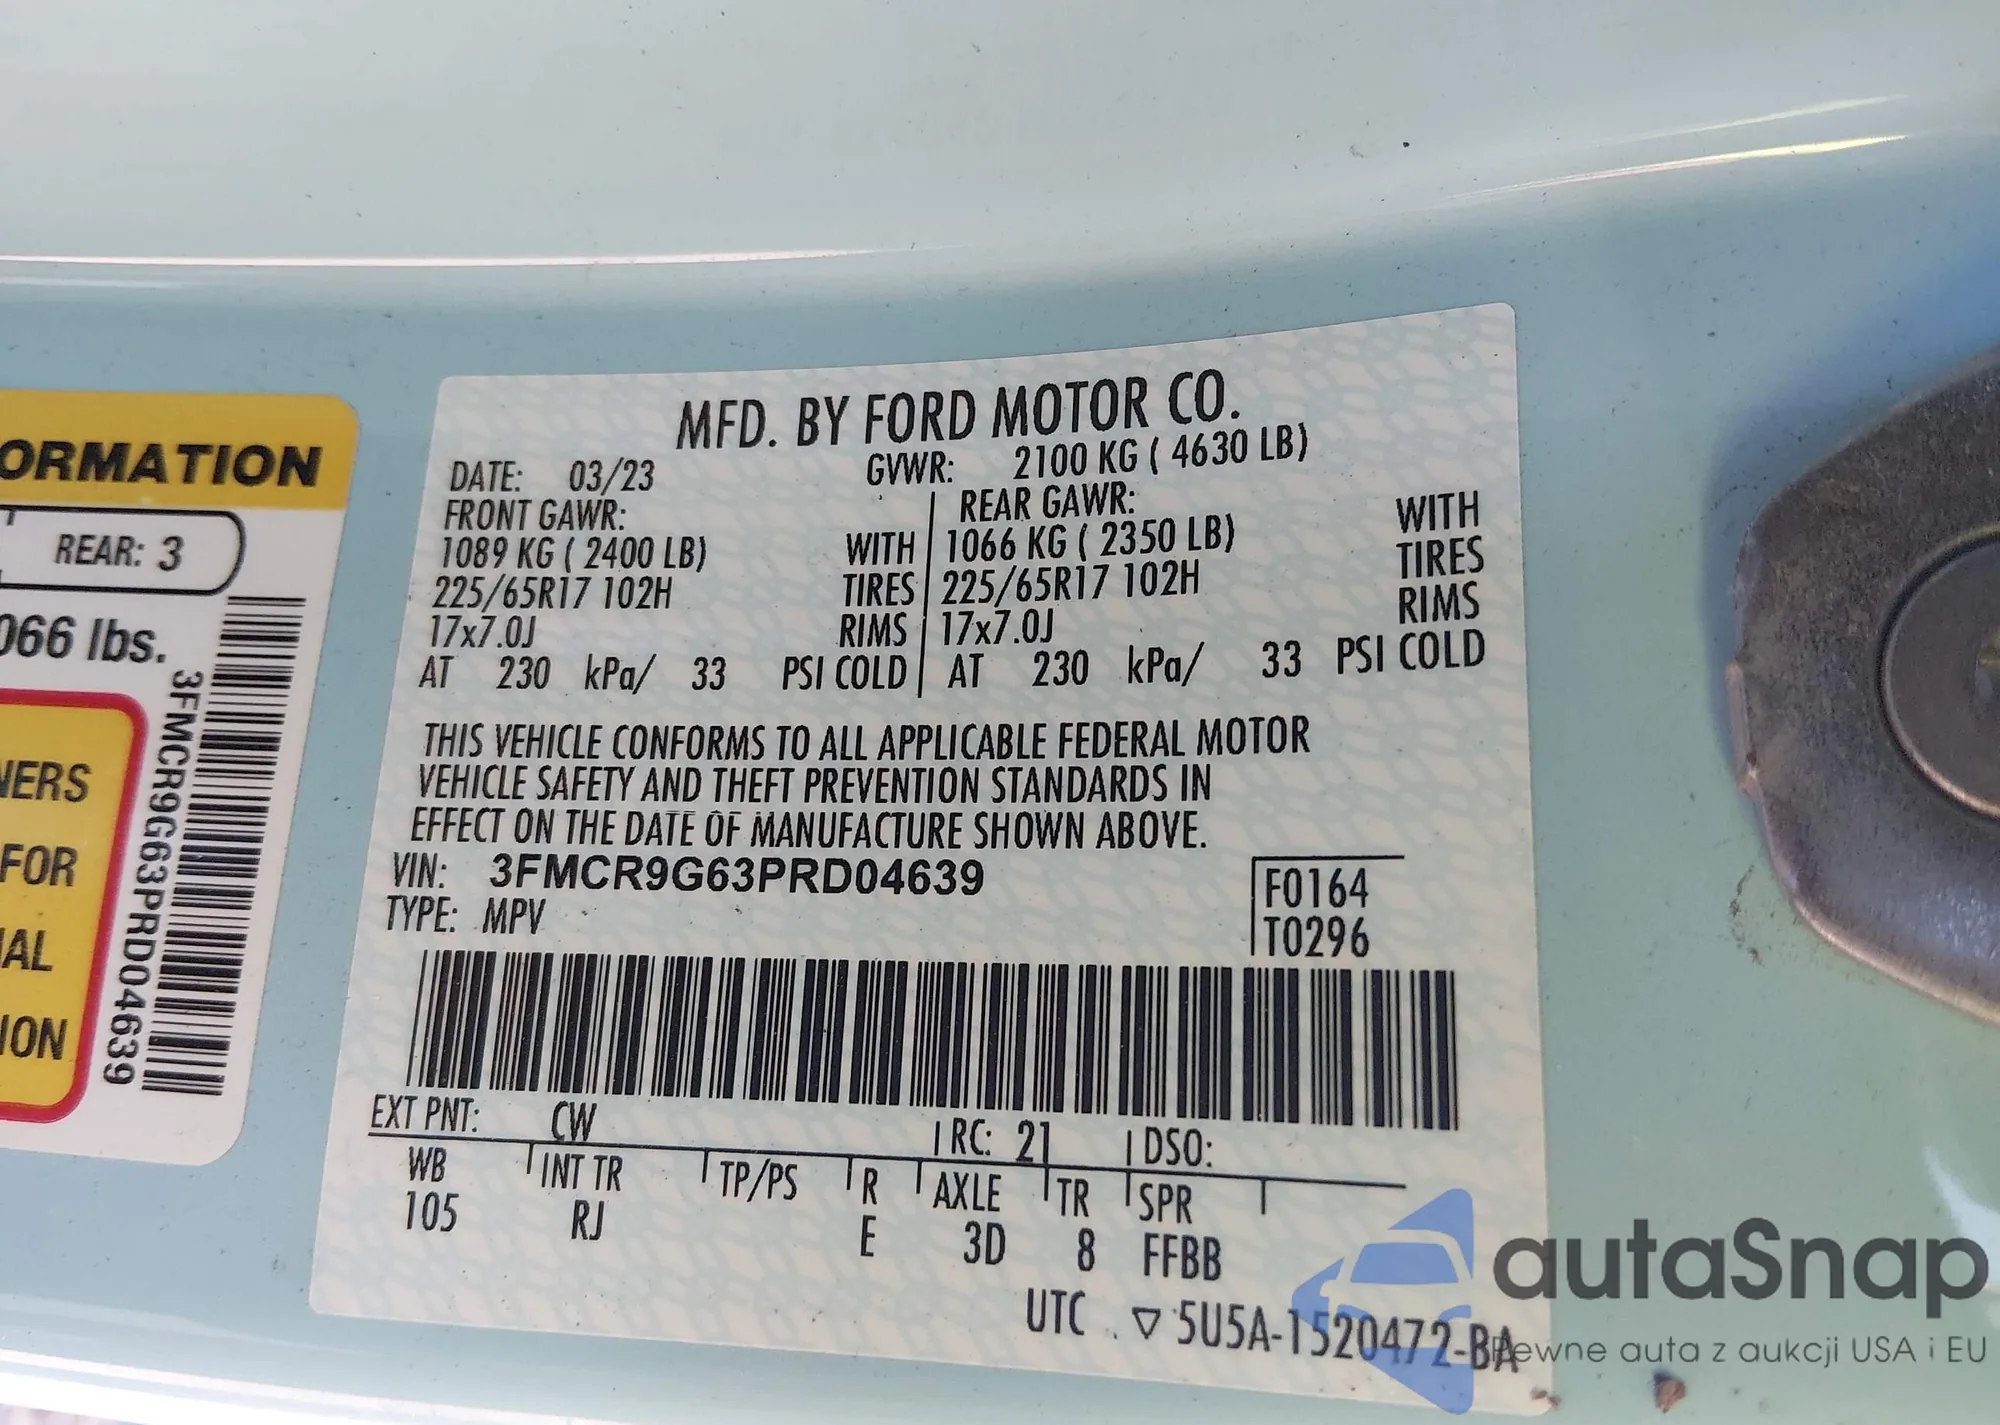 ORMATION
REAR: 3
066 lbs.
NERS
FOR
IAL
ION
3FMCR9G63PRD04639
MFD. BY FORD MOTOR CO.
DATE: 03/23 GVWR: 2100 KG ( 4630 LB)
FRONT GAWR: REAR GAWR: WITH
1089 KG ( 2400 LB) WITH 1066 KG ( 2350 LB) TIRES
225/65R17 102H TIRES 225/65R17 102H RIMS
17x7.0J RIMS 17x7.0J
AT 230 kPa/ 33 PSI COLD AT 230 kPa/ 33 PSI COLD
THIS VEHICLE CONFORMS TO ALL APPLICABLE FEDERAL MOTOR
VEHICLE SAFETY AND THEFT PREVENTION STANDARDS IN
EFFECT ON THE DATE OF MANUFACTURE SHOWN ABOVE.
VIN: 3FMCR9G63PRD04639 F0164
TYPE: MPV T0296
EXT PNT: CW RC: 21 DSO:
WB INT TR TP/PS R AXLE TR SPR
105 RJ E 3D 8 FFBB
UTC ▽ 5U5A-1520472-BA
autaSnap
Pewne auta z aukcji USA i EU